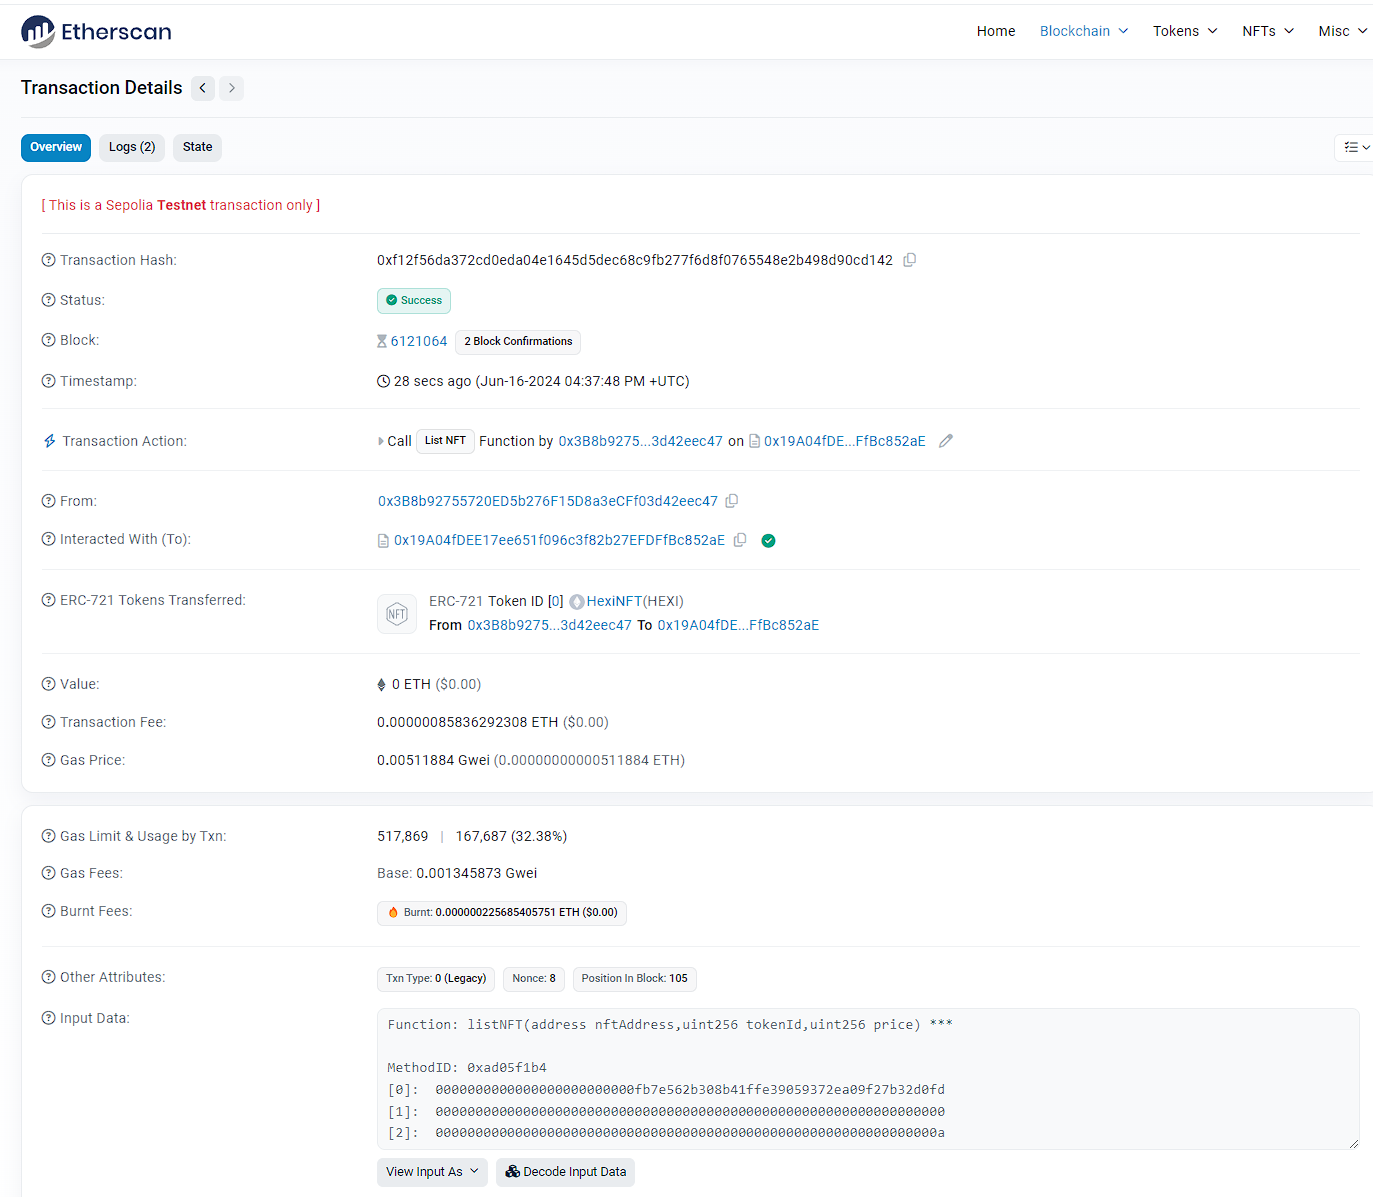 Etherscan
Home Blockchain Tokens NFTs Misc
Transaction Details
Overview Logs (2) State
[ This is a Sepolia Testnet transaction only ]
Transaction Hash: 0xf12f56da372cd0eda04e1645d5dec68c9fb277f6d8f0765548e2b498d90cd142
Status: Success
Block: 6121064 2 Block Confirmations
Timestamp: 28 secs ago (Jun-16-2024 04:37:48 PM +UTC)
Transaction Action: Call List NFT Function by 0x3B8b9275...3d42eec47 on 0x19A04fDE...FfBc852aE
From: 0x3B8b92755720ED5b276F15D8a3eCFf03d42eec47
Interacted With (To): 0x19A04fDEE17ee651f096c3f82b27EFDFfBc852aE
ERC-721 Tokens Transferred: NFT ERC-721 Token ID [0] HexiNFT(HEXI)
From 0x3B8b9275...3d42eec47 To 0x19A04fDE...FfBc852aE
Value: 0 ETH ($0.00)
Transaction Fee: 0.00000085836292308 ETH ($0.00)
Gas Price: 0.00511884 Gwei (0.00000000000511884 ETH)
Gas Limit & Usage by Txn: 517,869 | 167,687 (32.38%)
Gas Fees: Base: 0.001345873 Gwei
Burnt Fees: Burnt: 0.000000225685405751 ETH ($0.00)
Other Attributes: Txn Type: 0 (Legacy) Nonce: 8 Position In Block: 105
Input Data: Function: listNFT(address nftAddress,uint256 tokenId,uint256 price) ***
MethodID: 0xad05f1b4
[0]: 000000000000000000000000fb7e562b308b41ffe39059372ea09f27b32d0fd
[1]: 0000000000000000000000000000000000000000000000000000000000000000
[2]: 000000000000000000000000000000000000000000000000000000000000000a
View Input As Decode Input Data